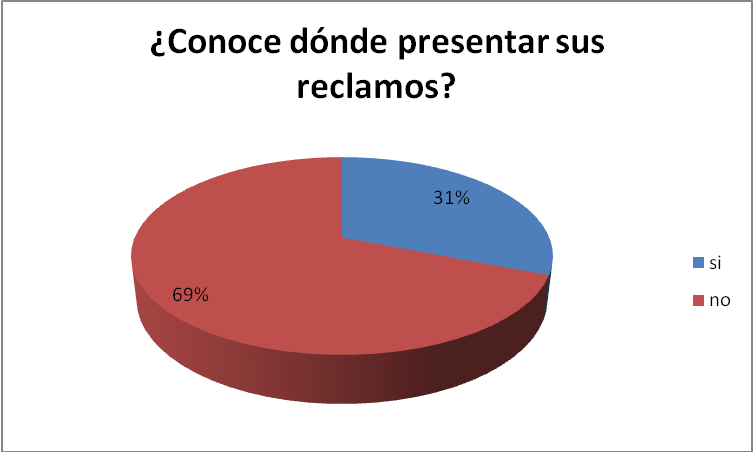 ¿Conoce dónde presentar sus
reclamos?
31%
69%
si
no